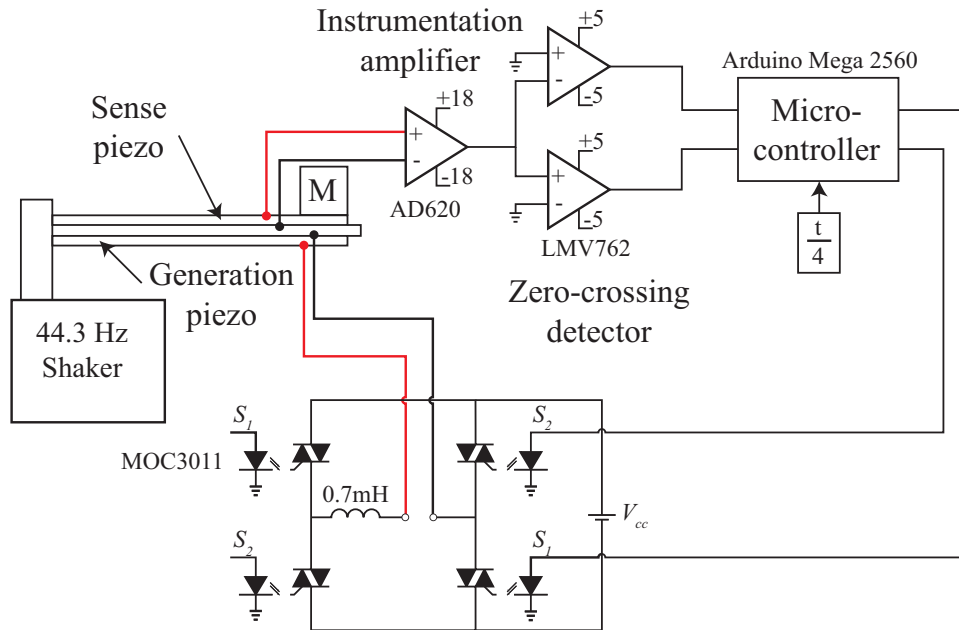 Instrumentation
amplifier
+5
+
-
-5
Arduino Mega 2560
Micro-
controller
t
4
+18
+
-
-18
AD620
+5
+
-
-5
LMV762
Zero-crossing
detector
Sense
piezo
M
Generation
piezo
44.3 Hz
Shaker
S1
MOC3011
S2
0.7mH
S2
S1
Vcc